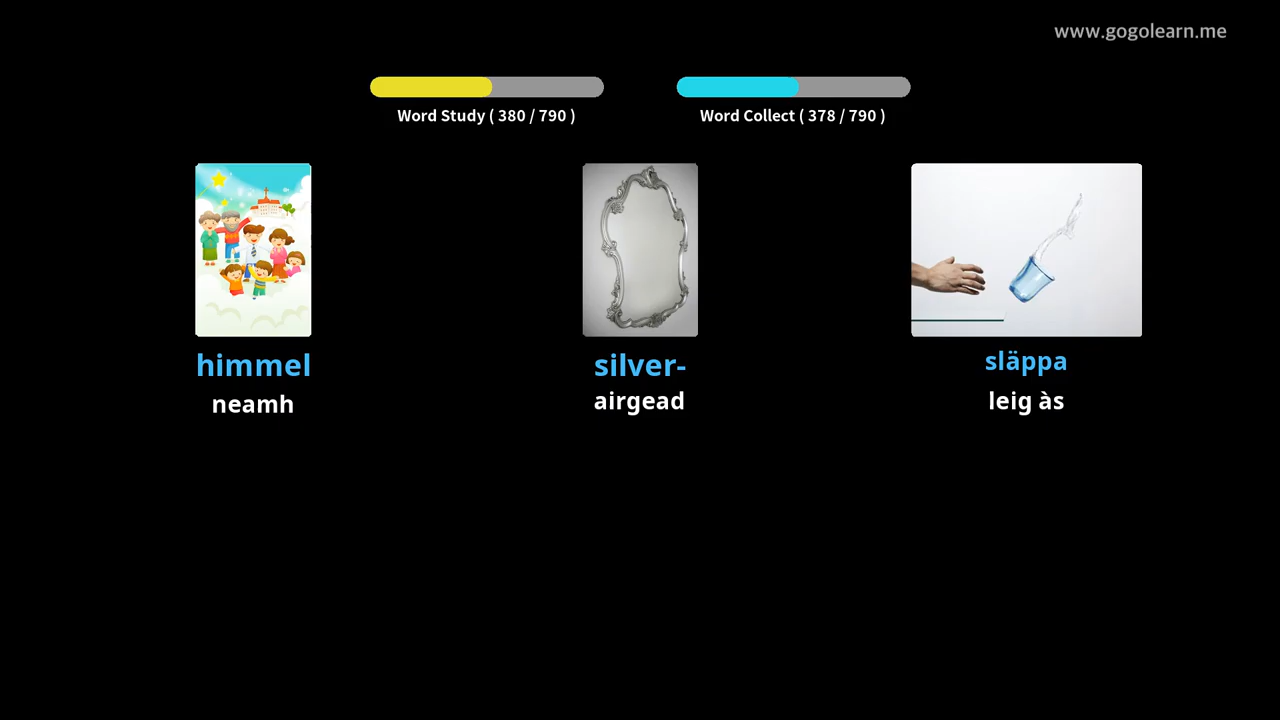 www.gogolearn.me
Word Study ( 380 / 790 )
Word Collect ( 378 / 790 )
himmel
neamh
silver-
airgead
släppa
leig às